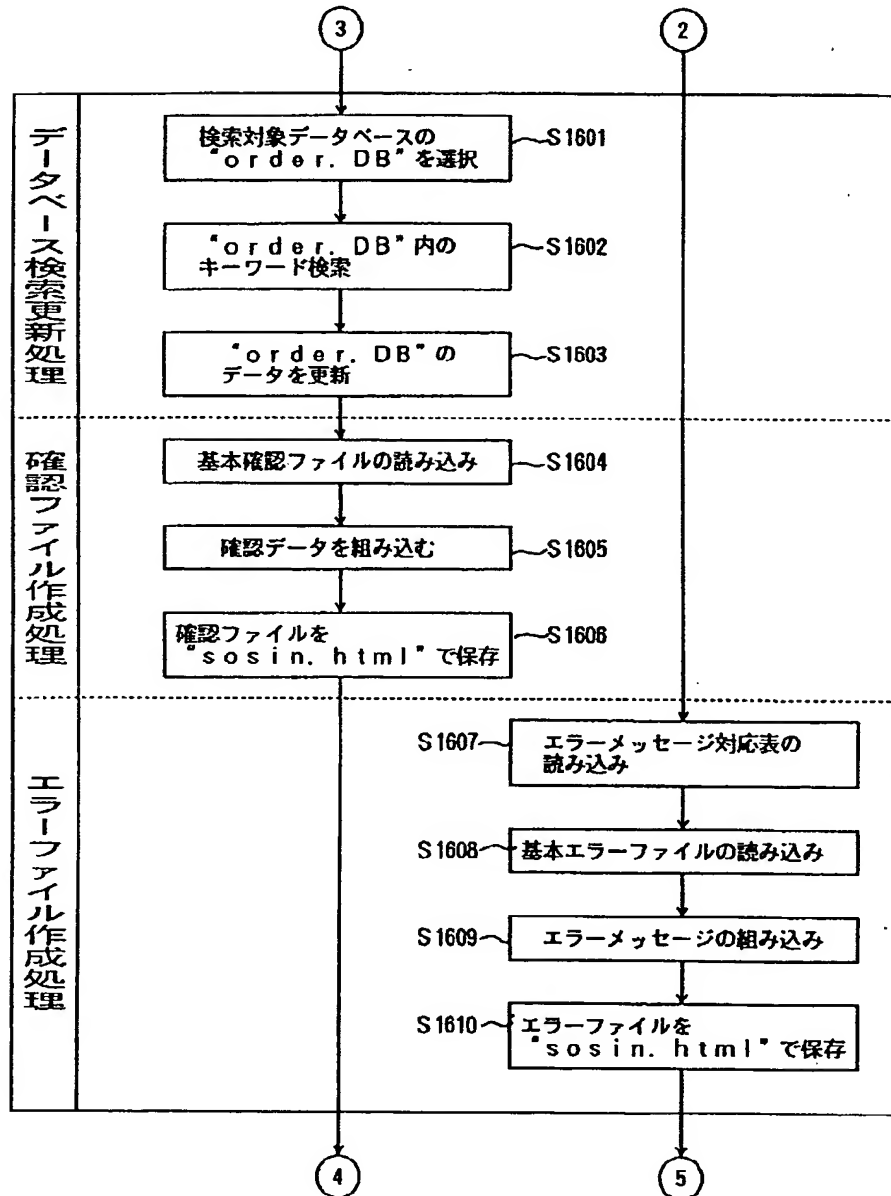 3
2
データベース検索更新処理
検索対象データベースの
"order. DB"を選択
S1601
"order. DB"内の
キーワード検索
S1602
"order. DB"の
データを更新
S1603
確認ファイル作成処理
基本確認ファイルの読み込み
S1604
確認データを組み込む
S1605
確認ファイルを
"sosin. html"で保存
S1606
エラーファイル作成処理
S1607
エラーメッセージ対応表の
読み込み
S1608
基本エラーファイルの読み込み
S1609
エラーメッセージの組み込み
S1610
エラーファイルを
"sosin. html"で保存
4
5